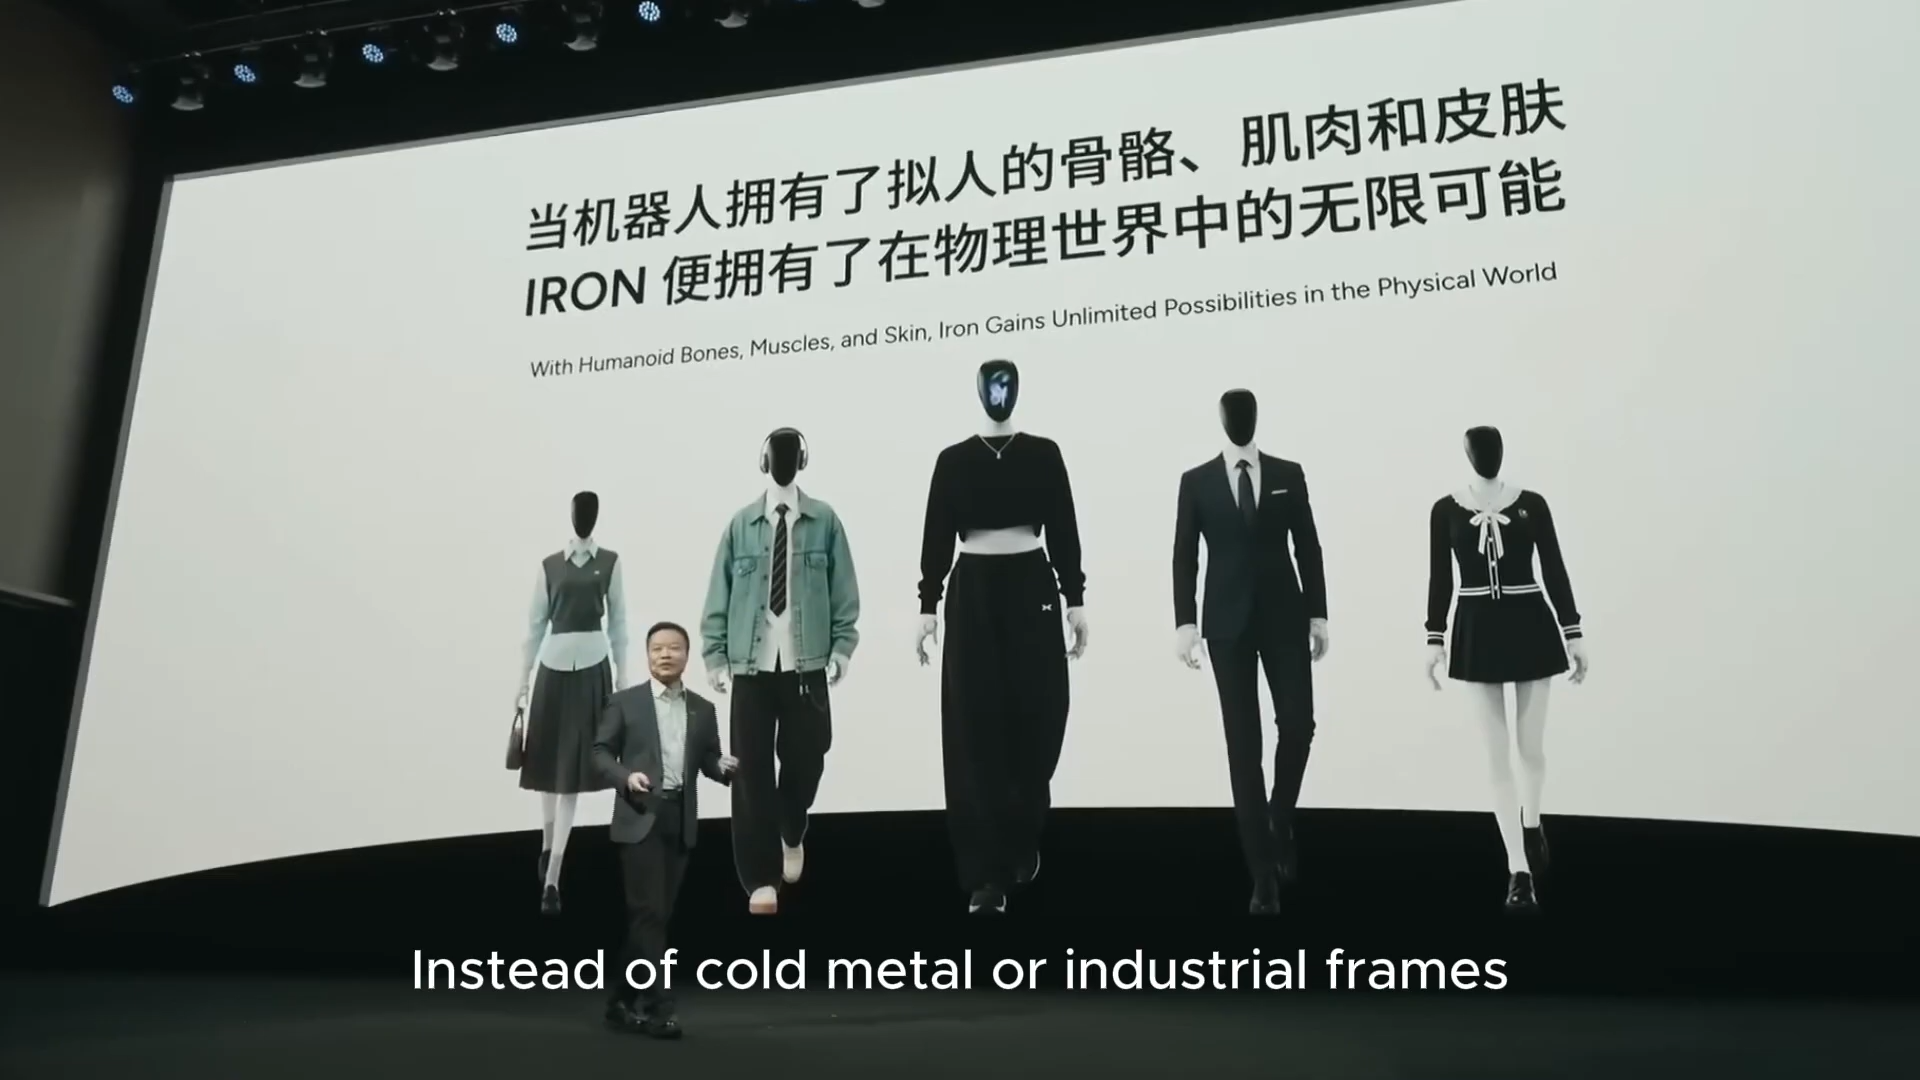 当机器人拥有了拟人的骨骼、肌肉和皮肤
IRON 便拥有了在物理世界中的无限可能
With Humanoid Bones, Muscles, and Skin, Iron Gains Unlimited Possibilities in the Physical World
Instead of cold metal or industrial frames